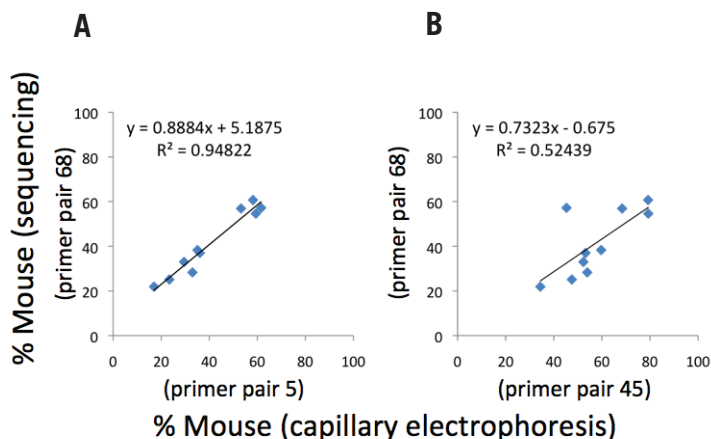 A
B
% Mouse (sequencing)
(primer pair 68)
100
80
60
40
20
0
y = 0.8884x + 5.1875
R² = 0.94822
0 20 40 60 80 100
(primer pair 5)
(primer pair 68)
100
80
60
40
20
0
y = 0.7323x - 0.675
R² = 0.52439
0 20 40 60 80 100
(primer pair 45)
% Mouse (capillary electrophoresis)